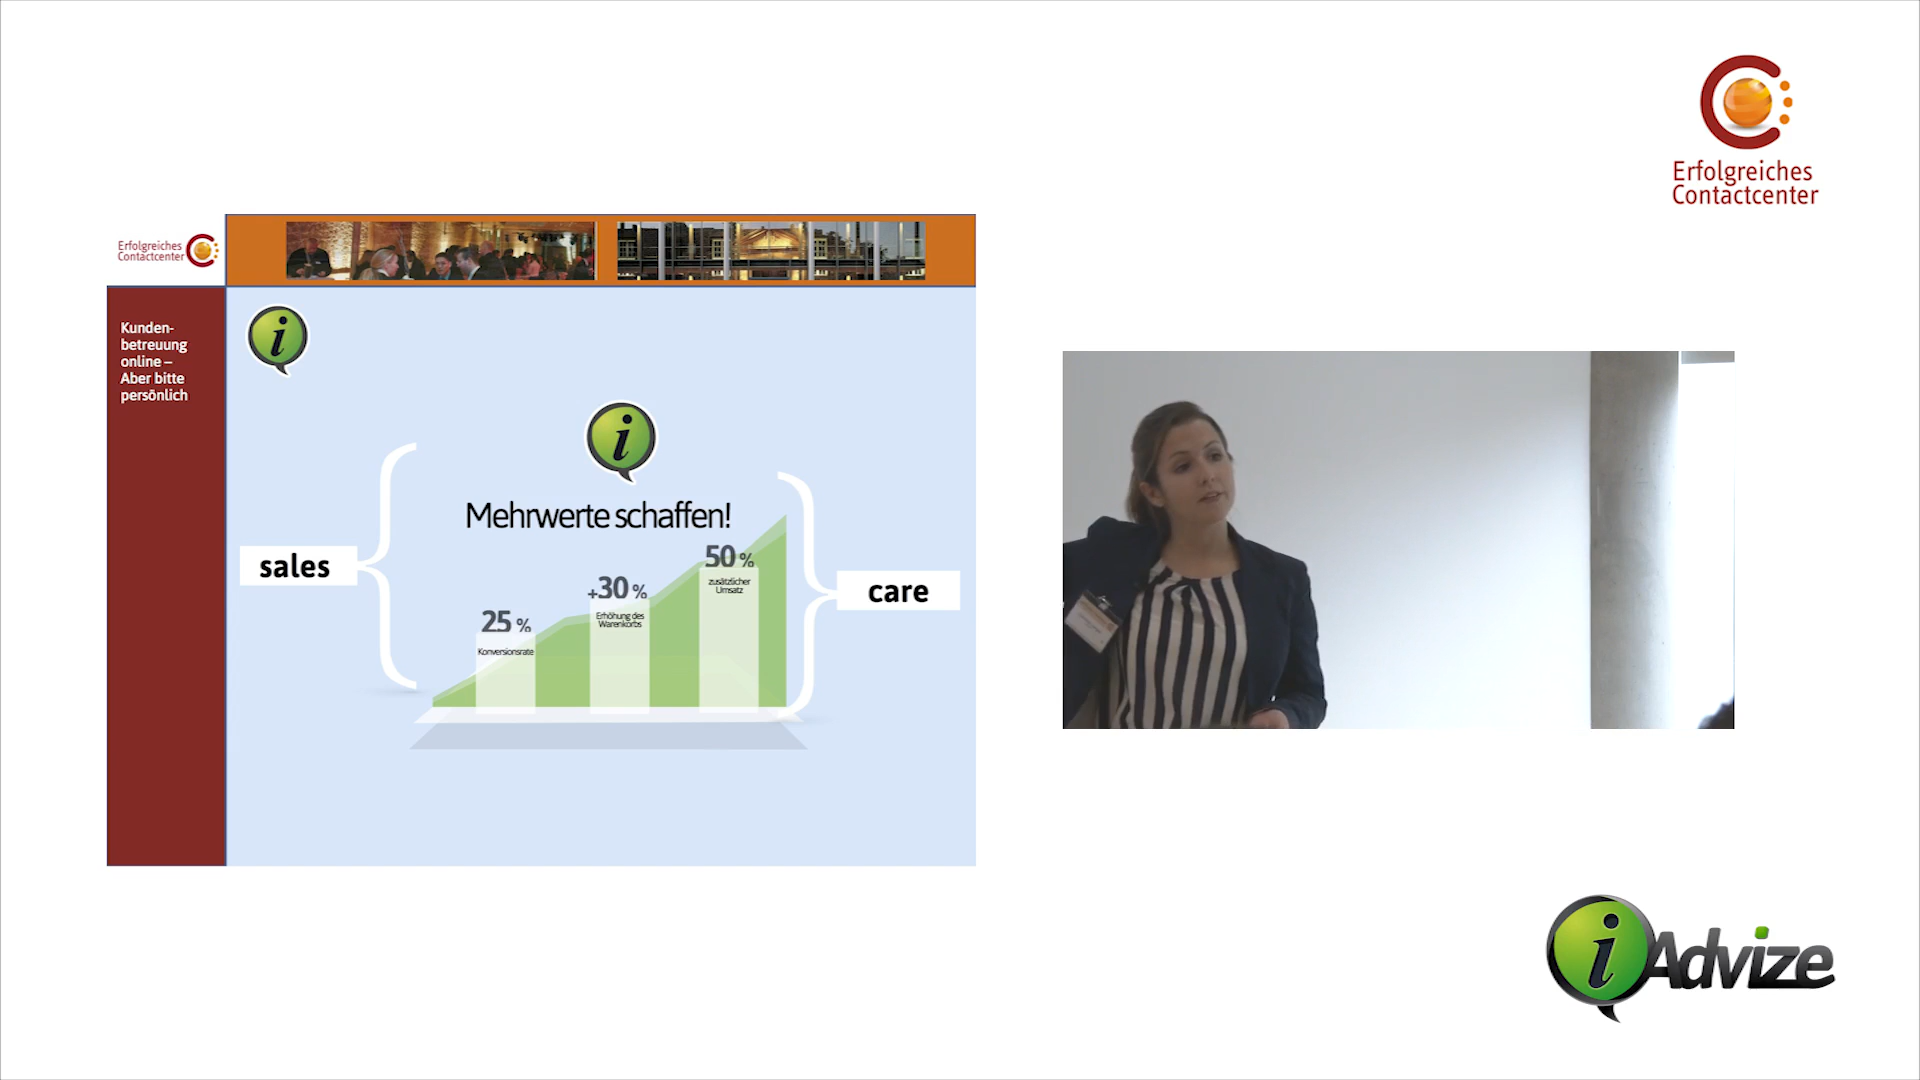 Erfolgreiches
Contactcenter
Erfolgreiches
Contactcenter
Kunden-
betreuung
online –
Aber bitte
persönlich
i
i
Mehrwerte schaffen!
sales
care
25 %
Konversionsrate
+30 %
Erhöhung des
Warenkorbs
50 %
zusätzlicher
Umsatz
iAdvize